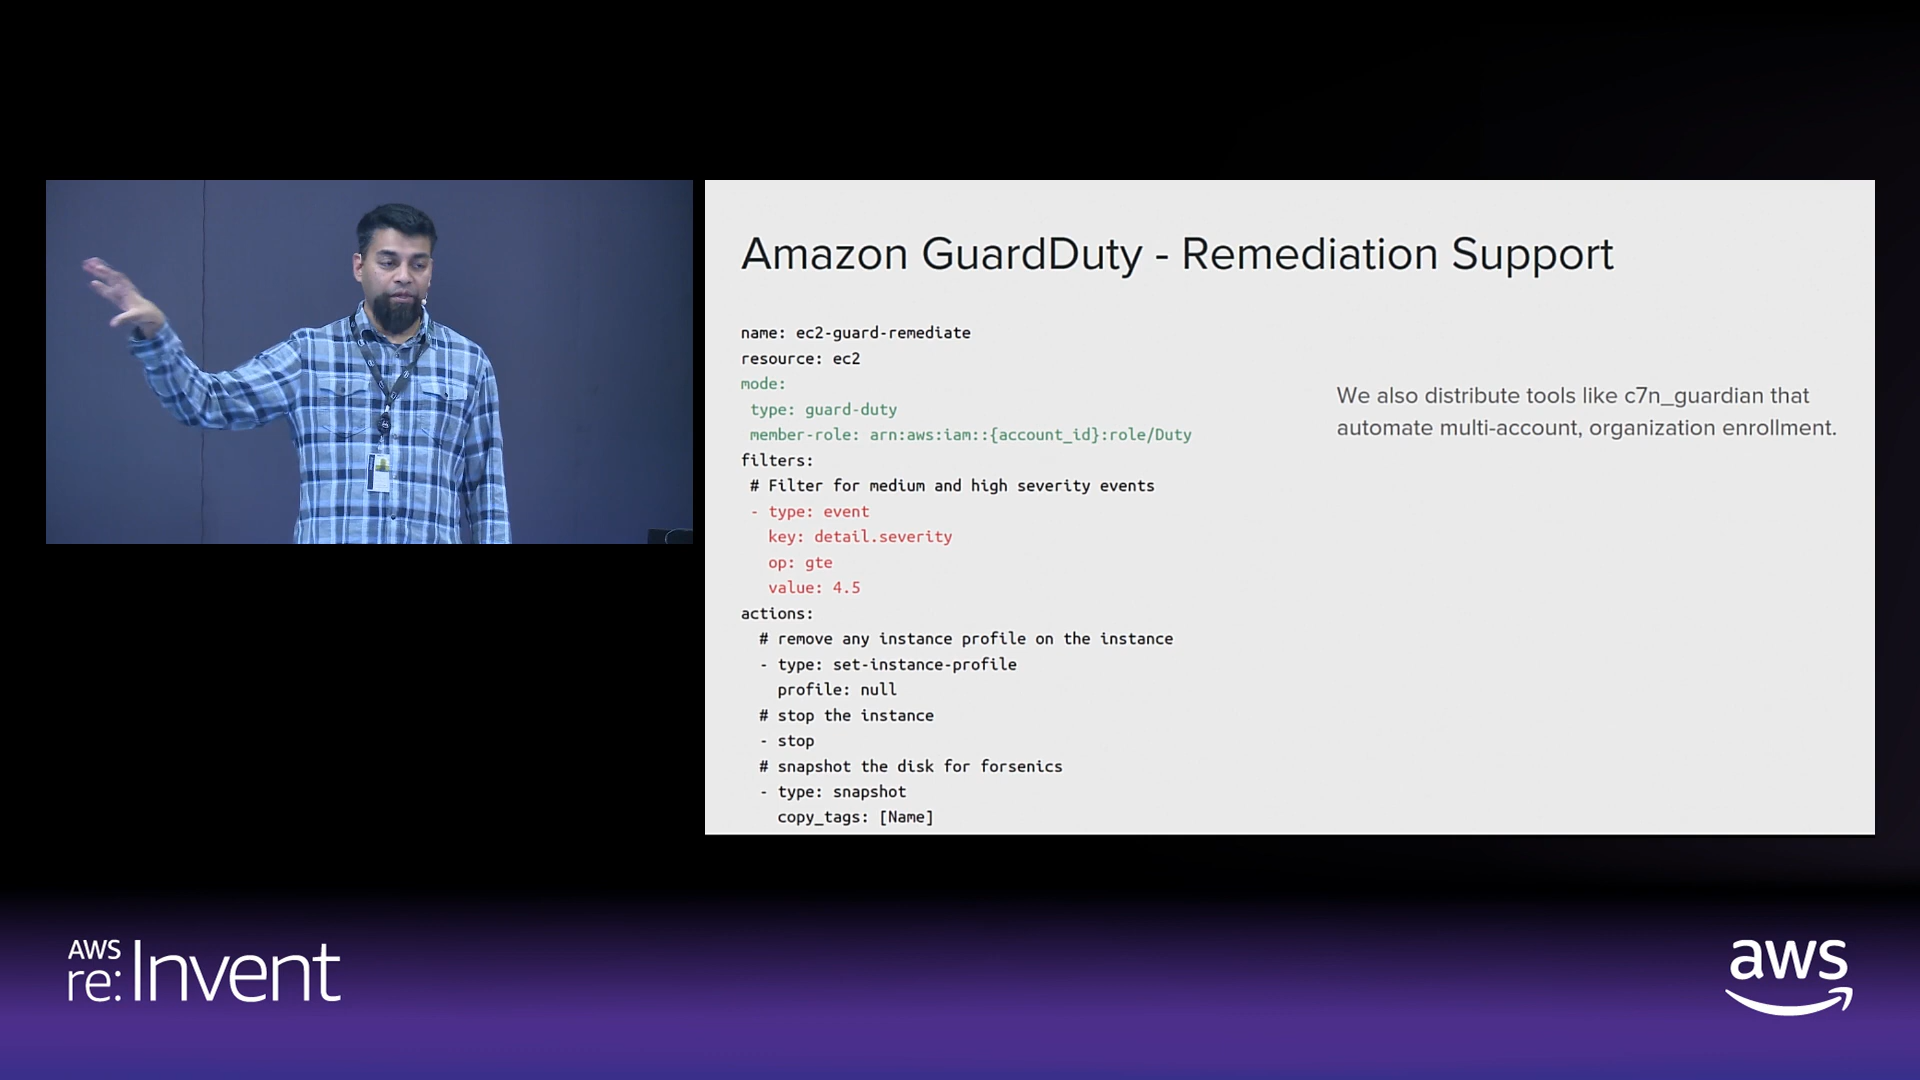 Amazon GuardDuty - Remediation Support
name: ec2-guard-remediate
resource: ec2
mode:
type: guard-duty
member-role: arn:aws:iam::{account_id}:role/Duty
filters:
# Filter for medium and high severity events
- type: event
key: detail.severity
op: gte
value: 4.5
actions:
# remove any instance profile on the instance
- type: set-instance-profile
profile: null
# stop the instance
- stop
# snapshot the disk for forsenics
- type: snapshot
copy_tags: [Name]
We also distribute tools like c7n_guardian that
automate multi-account, organization enrollment.
AWS
re:Invent
aws